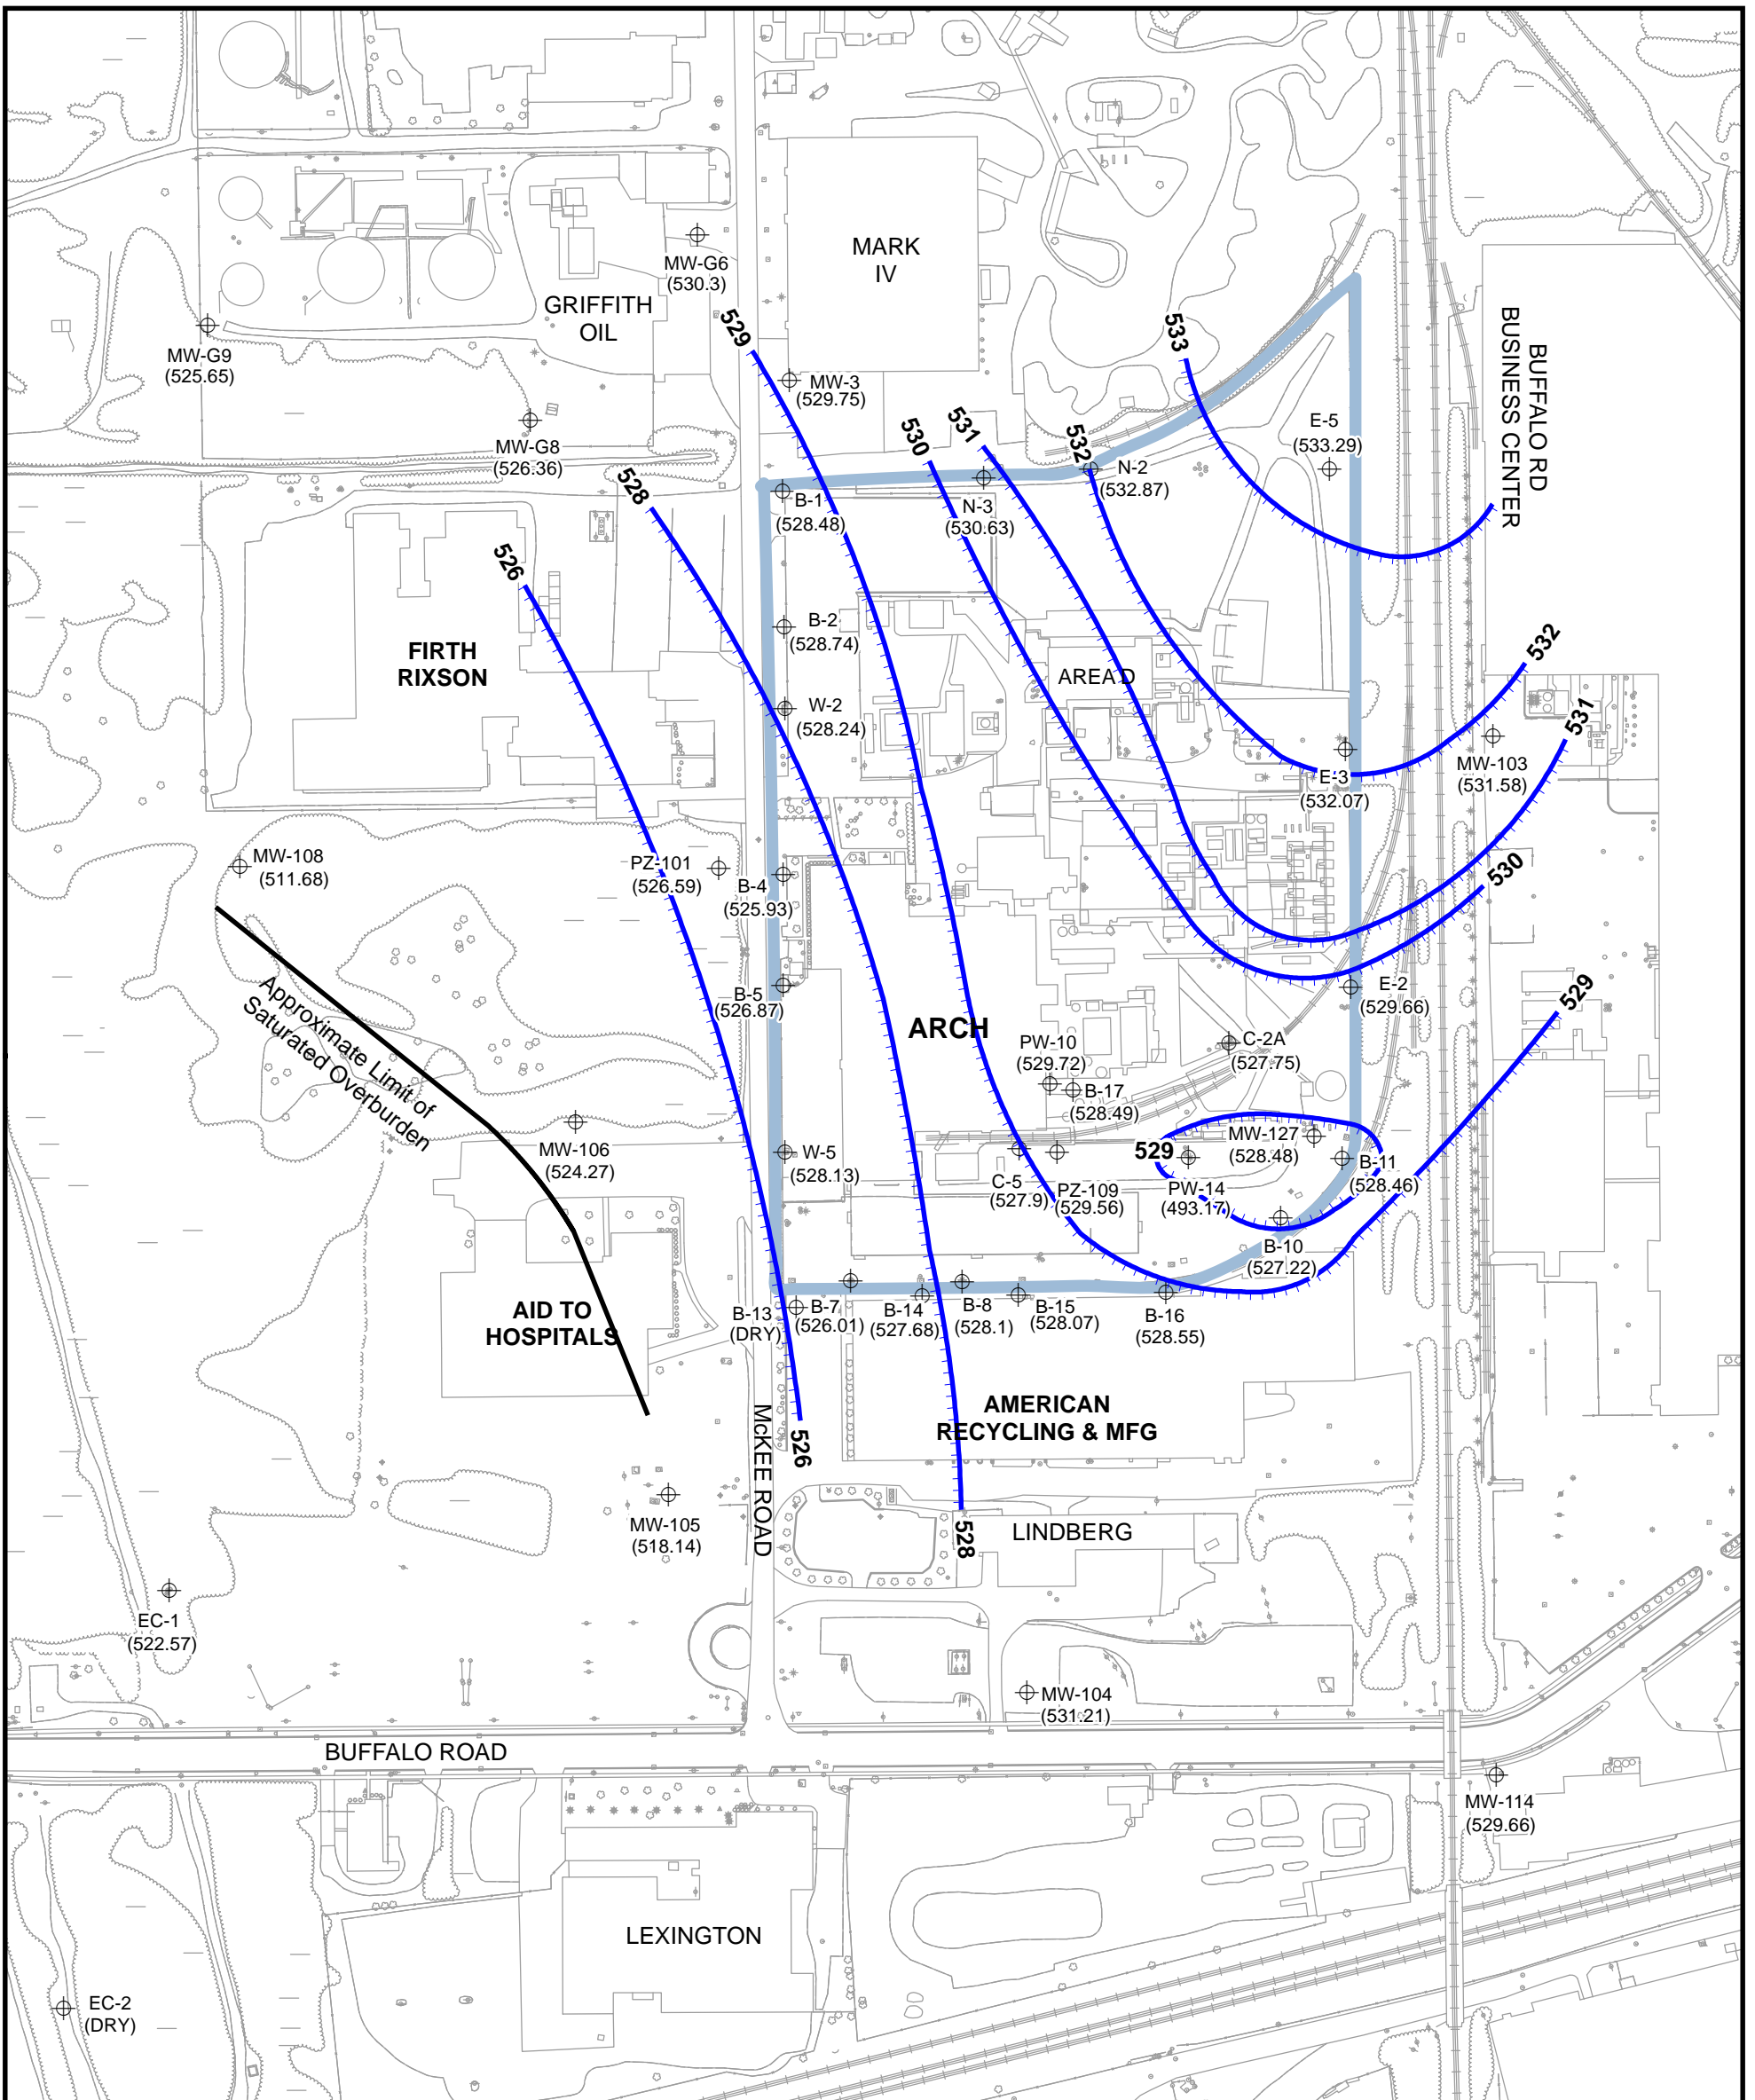 MARK
IV
MW-G6
(530.3)
GRIFFITH
OIL
MW-G9
(525.65)
529
533
BUFFALO RD
BUSINESS CENTER
MW-3
(529.75)
MW-G8
(526.36)
530
531
532
E-5
(533.29)
N-2
(532.87)
528
B-1
(528.48)
N-3
(530.63)
526
FIRTH
RIXSON
B-2
(528.74)
532
AREA D
W-2
(528.24)
531
E-3
(532.07)
MW-103
(531.58)
MW-108
(511.68)
PZ-101
(526.59)
B-4
(525.93)
530
Approximate Limit of
Saturated Overburden
B-5
(526.87)
E-2
(529.66)
529
ARCH
PW-10
(529.72)
C-2A
(527.75)
B-17
(528.49)
MW-106
(524.27)
W-5
(528.13)
529
MW-127
(528.48)
B-11
(528.46)
C-5
(527.9)
PZ-109
(529.56)
PW-14
(493.17)
B-10
(527.22)
AID TO
HOSPITALS
B-13
(DRY)
B-7
(526.01)
B-14
(527.68)
B-8
(528.1)
B-15
(528.07)
B-16
(528.55)
AMERICAN
RECYCLING & MFG
McKEE ROAD
526
528
LINDBERG
MW-105
(518.14)
EC-1
(522.57)
MW-104
(531.21)
BUFFALO ROAD
MW-114
(529.66)
LEXINGTON
EC-2
(DRY)